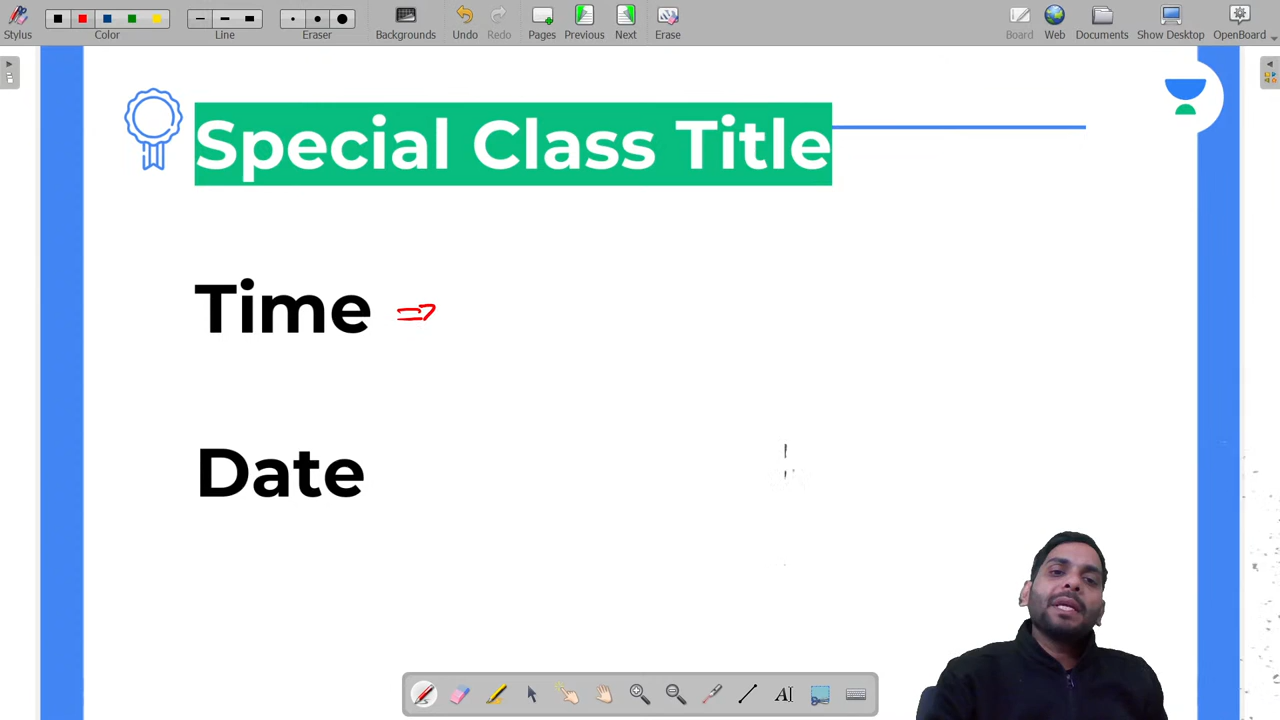 Stylus
Color
Line
Eraser
Backgrounds
Undo
Redo
Pages
Previous
Next
Erase
Board
Web
Documents
Show Desktop
OpenBoard
Special Class Title
Time ⇒
Date